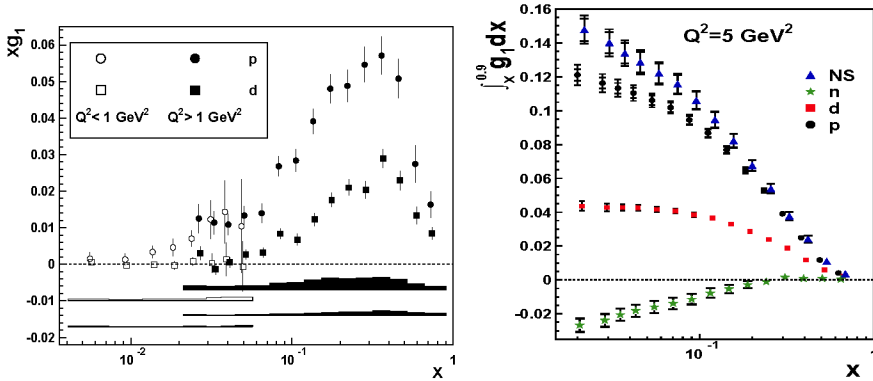 xg₁
0.06
0.05
0.04
0.03
0.02
0.01
0
-0.01
-0.02
p
d
Q²< 1 GeV²
Q²> 1 GeV²
10⁻²
10⁻¹
1
X
∫ₓ⁰·⁹ g₁dx
0.16
0.14
0.12
0.1
0.08
0.06
0.04
0.02
0
-0.02
Q²=5 GeV²
NS
n
d
p
10⁻¹
1
x